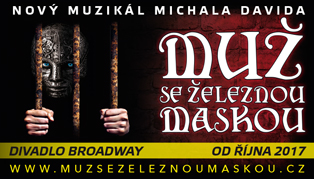 NOVÝ MUZIKÁL MICHALA DAVIDA
MUŽ
SE ŽELEZNOU
MASKOU
DIVADLO BROADWAY OD ŘÍJNA 2017
WWW.MUZSEZELEZNOUMASKOU.CZ